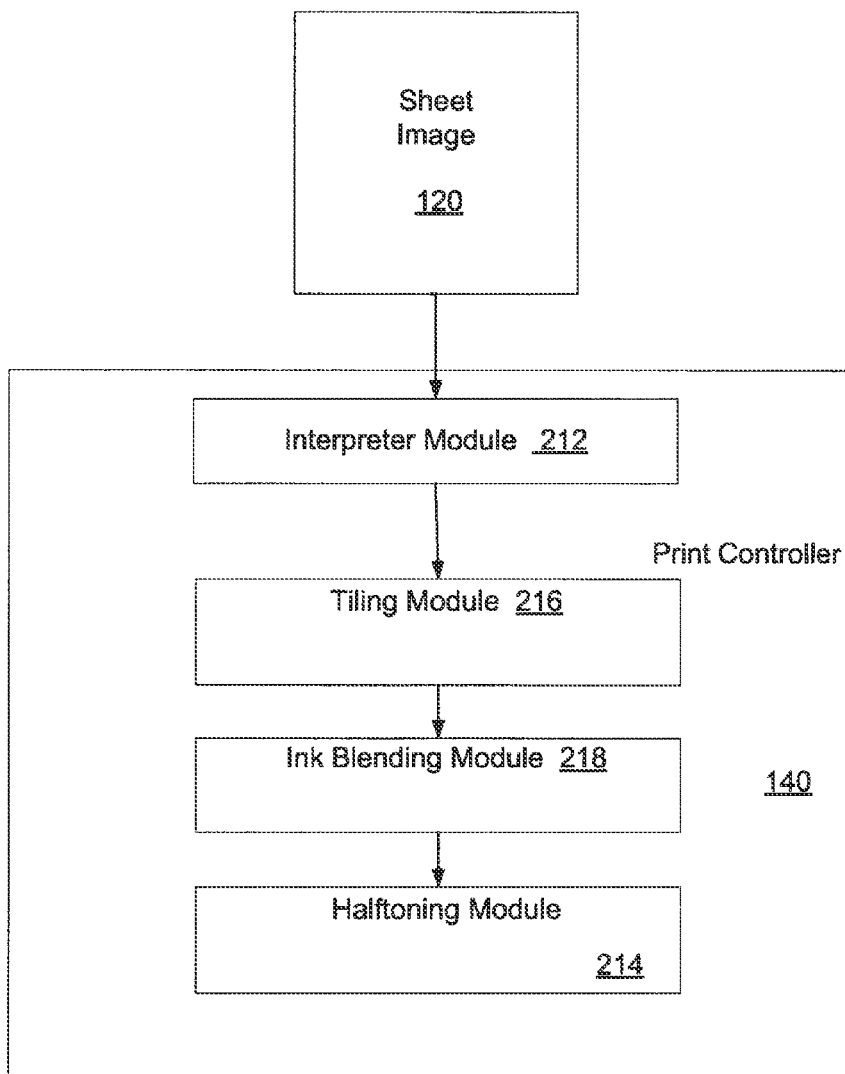 Sheet
Image
120
Interpreter Module 212
Print Controller
Tiling Module 216
Ink Blending Module 218
140
Halftoning Module
214